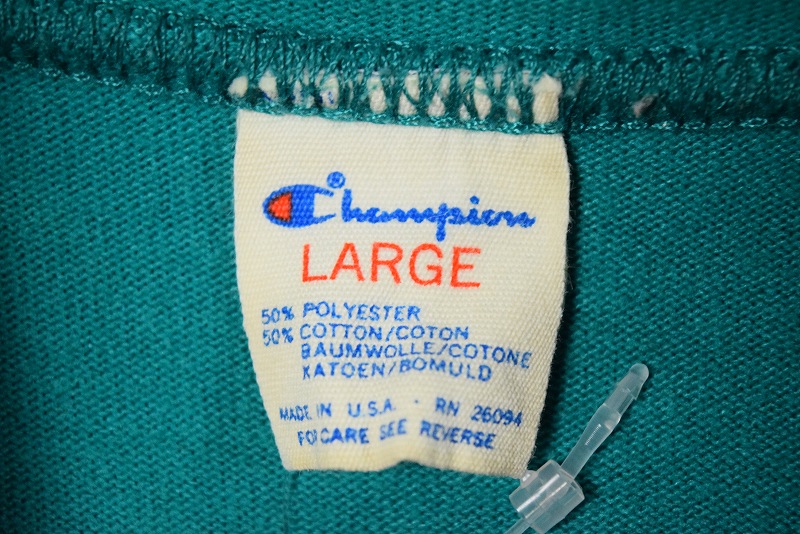 Champion®
LARGE
50% POLYESTER
50% COTTON/COTON
BAUMWOLLE/COTONE
KATOEN/BOMULD
MADE IN U.S.A. - RN 26094
FOR CARE SEE REVERSE